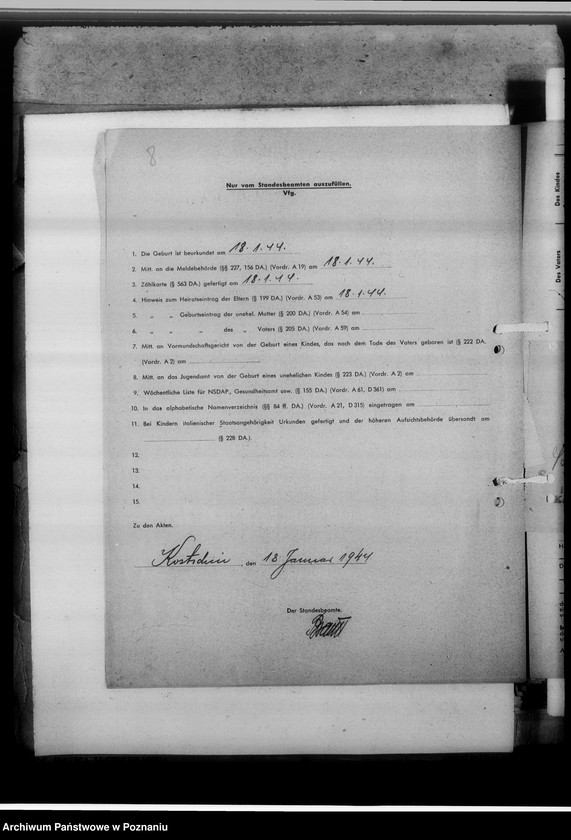 8
Nur vom Standesbeamten auszufüllen.
Vfg.
1. Die Geburt ist beurkundet am 18.1.44.
2. Mitt. an die Meldebehörde (§§ 227, 156 DA.) (Vordr. A 19) am 18.1.44.
3. Zählkarte (§ 563 DA.) gefertigt am 18.1.44.
4. Hinweis zum Heiratseintrag der Eltern (§ 199 DA.) (Vordr. A 53) am 18.1.44.
5. „ „ Geburtseintrag der unehel. Mutter (§ 200 DA.) (Vordr. A 54) am
6. „ „ „ des „ Vaters (§ 205 DA.) (Vordr. A 59) am
7. Mitt. an Vormundschaftsgericht von der Geburt eines Kindes, das nach dem Tode des Vaters geboren ist (§ 222 DA.
(Vordr. A 2) am
8. Mitt. an das Jugendamt von der Geburt eines unehelichen Kindes (§ 223 DA.) (Vordr. A 2) am
9. Wöchentliche Liste für NSDAP., Gesundheitsamt usw. (§ 155 DA.) (Vordr. A 61, D 361) am
10. In das alphabetische Namenverzeichnis (§§ 84 ff. DA.) (Vordr. A 21, D 315) eingetragen am
11. Bei Kindern italienischer Staatsangehörigkeit Urkunden gefertigt und der höheren Aufsichtsbehörde übersandt am
(§ 228 DA.).
12.
13.
14.
15.
Zu den Akten.
Kostschin, den 18 Januar 1944
Der Standesbeamte.
Des Kindes
Des Vaters
Archiwum Państwowe w Poznaniu